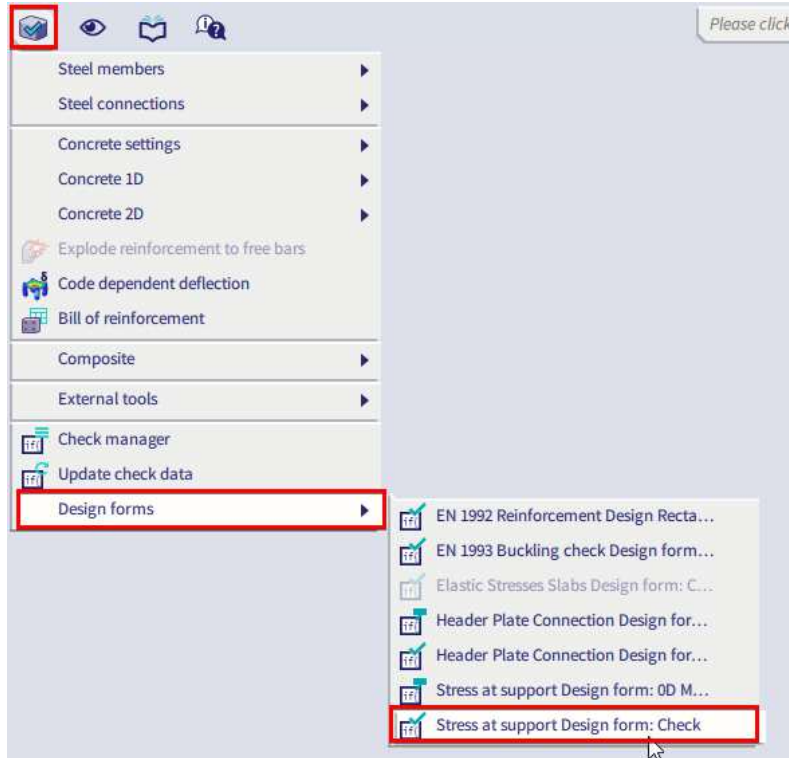 Please click
Steel members
Steel connections
Concrete settings
Concrete 1D
Concrete 2D
Explode reinforcement to free bars
Code dependent deflection
Bill of reinforcement
Composite
External tools
Check manager
Update check data
Design forms
EN 1992 Reinforcement Design Recta...
EN 1993 Buckling check Design form...
Elastic Stresses Slabs Design form: C...
Header Plate Connection Design for...
Header Plate Connection Design for...
Stress at support Design form: 0D M...
Stress at support Design form: Check